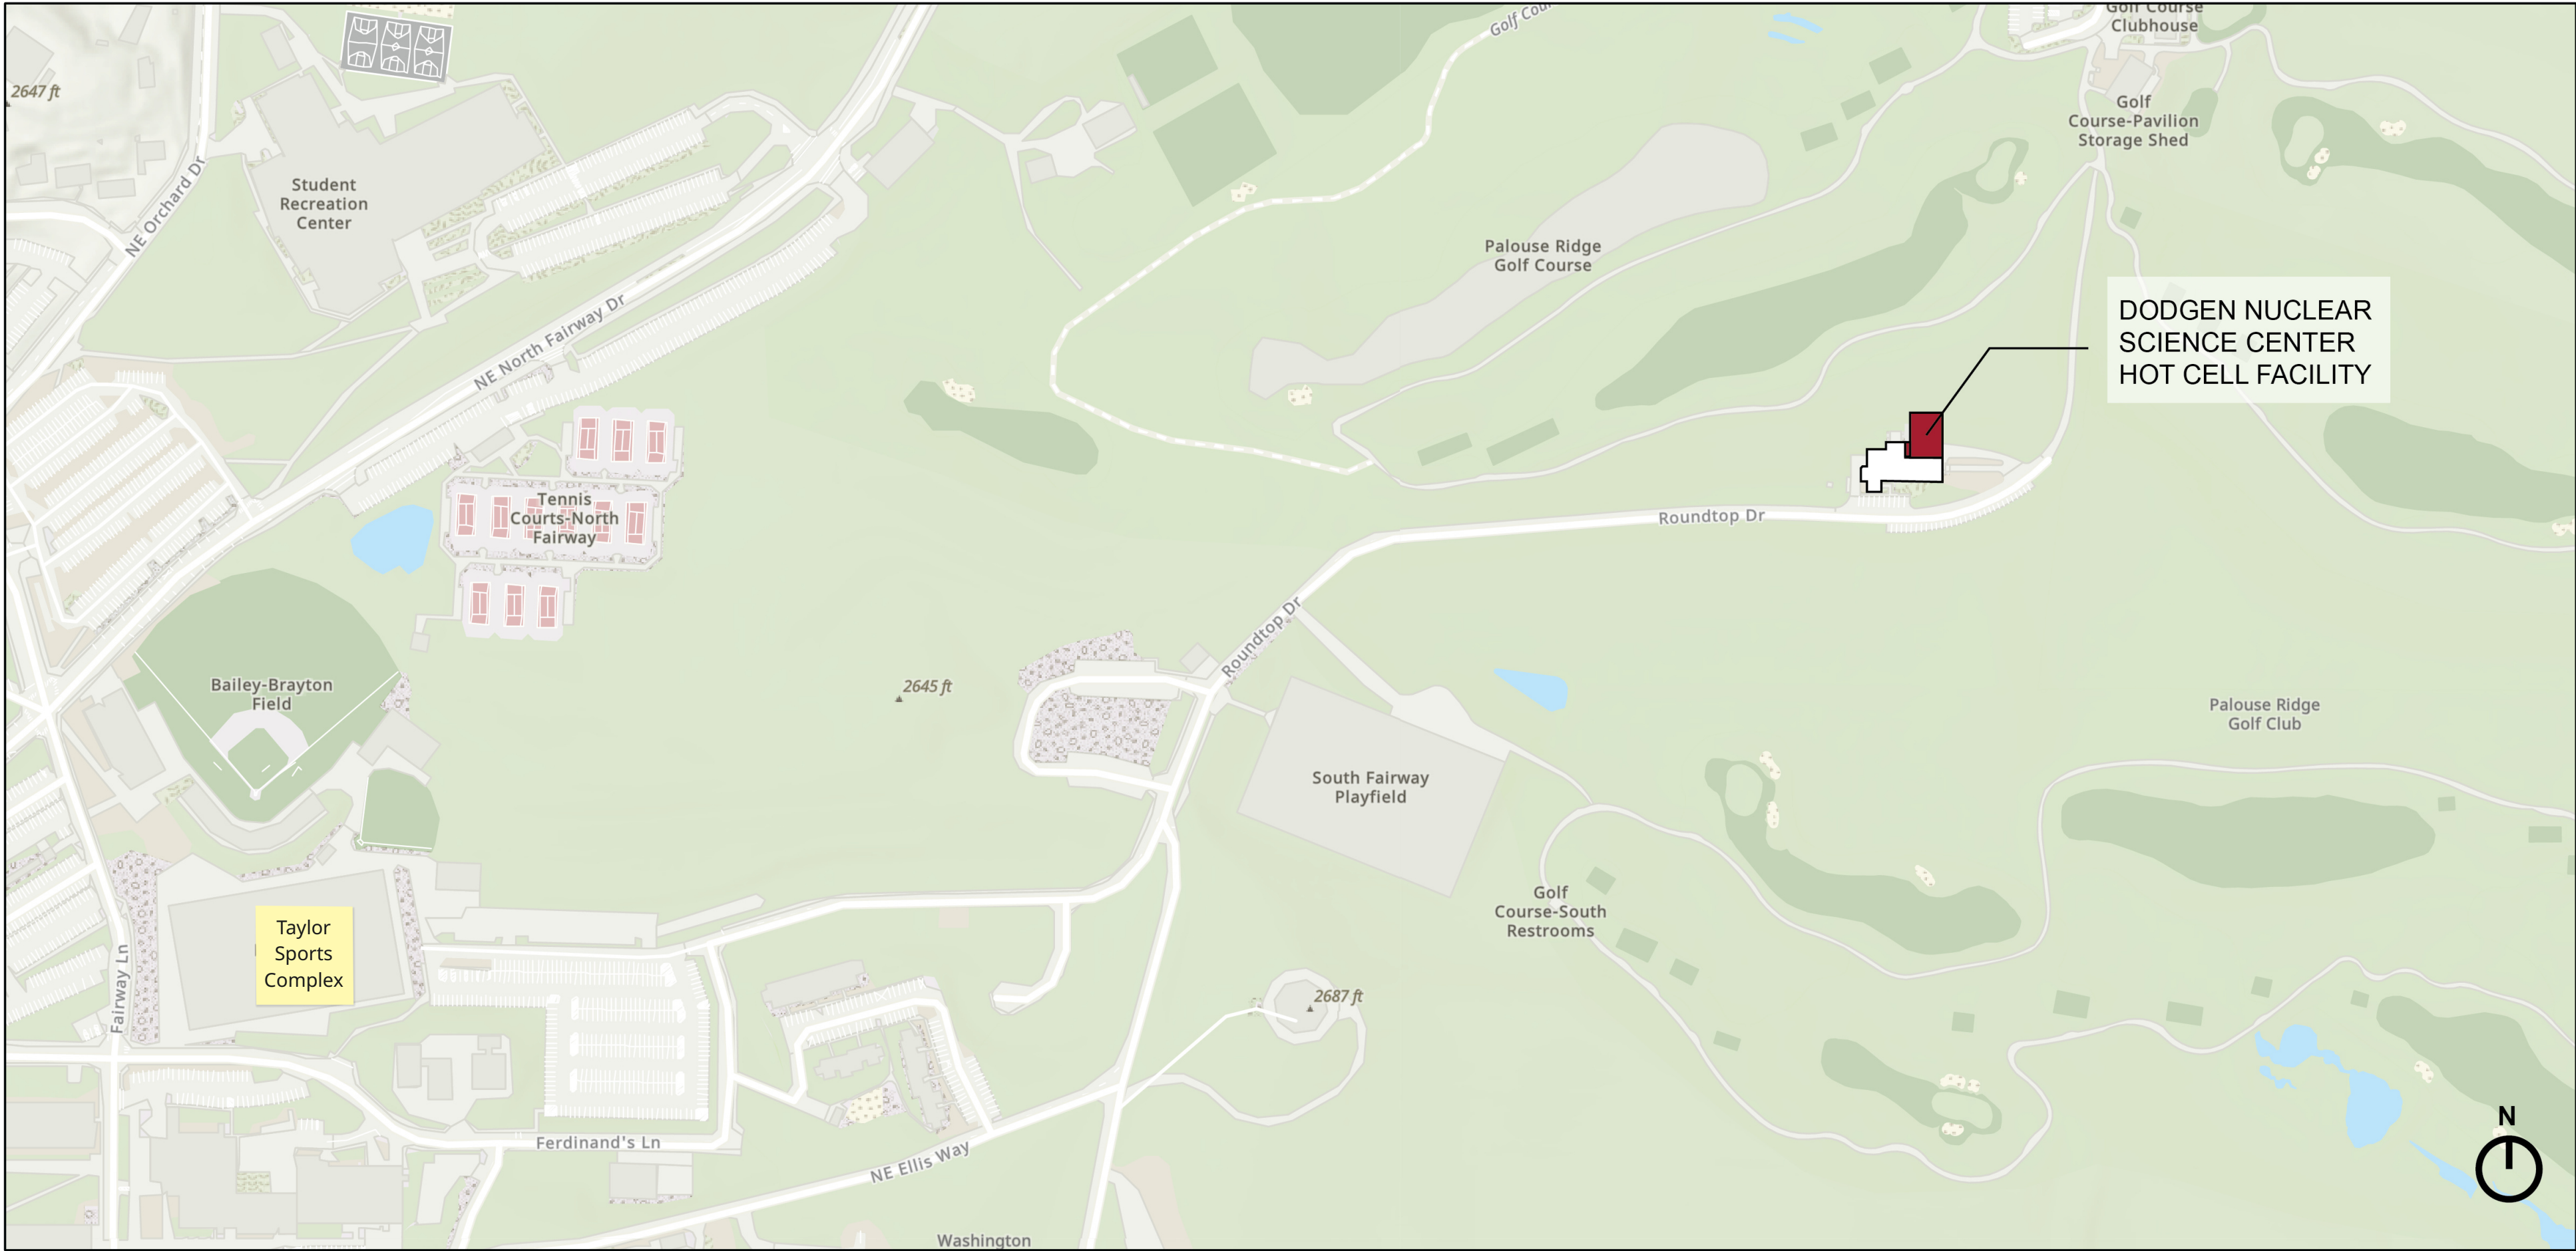 Golf Course
Clubhouse
Golf Cour
2647 ft
Golf
Course-Pavilion
Storage Shed
Student
Recreation
Center
NE Orchard Dr
Palouse Ridge
Golf Course
NE North Fairway Dr
DODGEN NUCLEAR
SCIENCE CENTER
HOT CELL FACILITY
Tennis
Courts-North
Fairway
Roundtop Dr
Roundtop Dr
Bailey-Brayton
Field
2645 ft
Palouse Ridge
Golf Club
South Fairway
Playfield
Golf
Course-South
Restrooms
Taylor
Sports
Complex
Fairway Ln
2687 ft
N
Ferdinand's Ln
NE Ellis Way
Washington